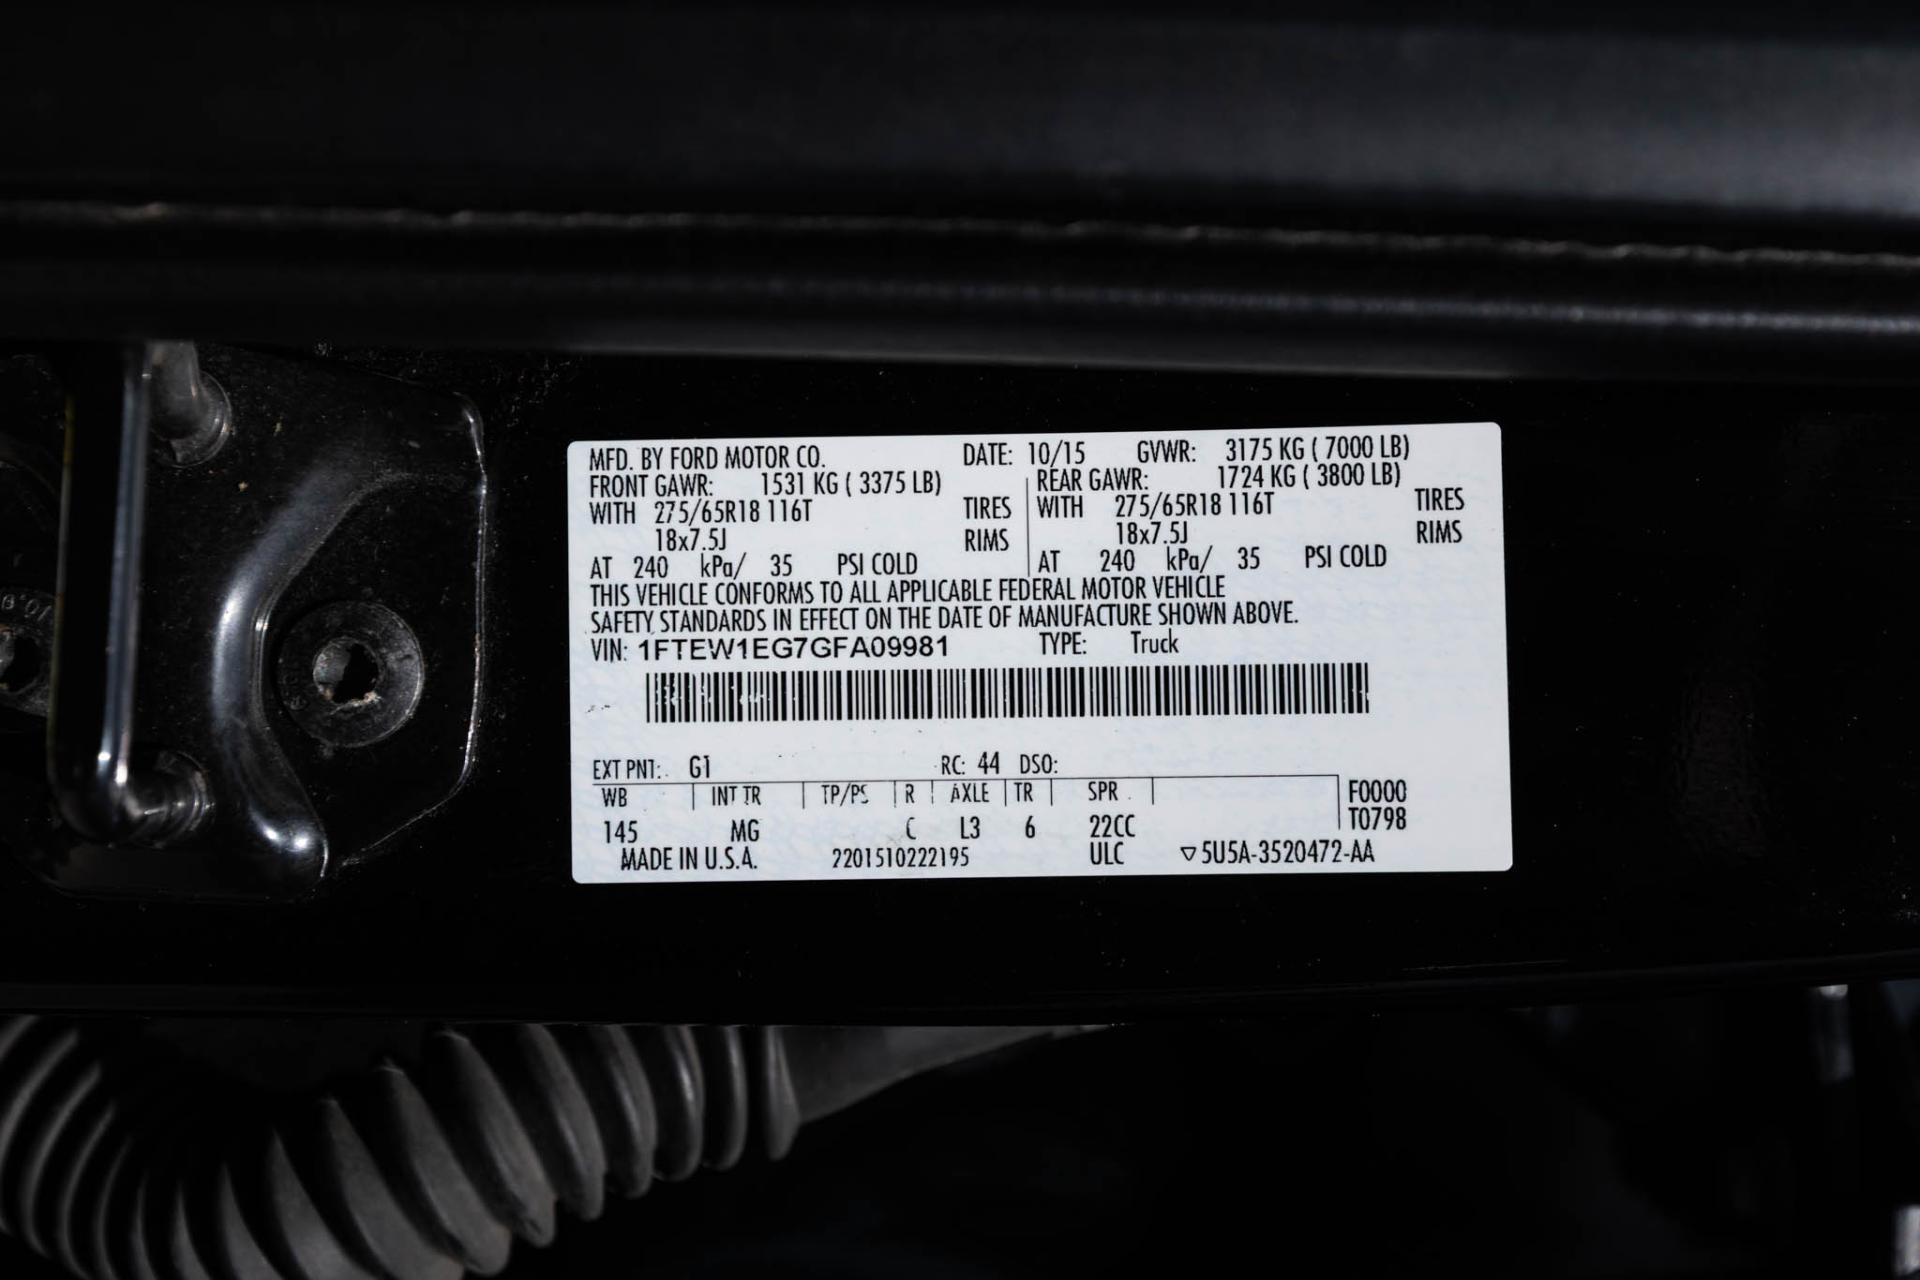 MFD. BY FORD MOTOR CO. DATE: 10/15 GVWR: 3175 KG ( 7000 LB)
FRONT GAWR: 1531 KG ( 3375 LB) REAR GAWR: 1724 KG ( 3800 LB)
WITH 275/65R18 116T TIRES WITH 275/65R18 116T TIRES
18x7.5J RIMS 18x7.5J RIMS
AT 240 kPa/ 35 PSI COLD AT 240 kPa/ 35 PSI COLD
THIS VEHICLE CONFORMS TO ALL APPLICABLE FEDERAL MOTOR VEHICLE
SAFETY STANDARDS IN EFFECT ON THE DATE OF MANUFACTURE SHOWN ABOVE.
VIN: 1FTEW1EG7GFA09981 TYPE: Truck
EXT PNT: G1 RC: 44 DSO:
WB INT TR TP/PS R AXLE TR SPR F0000
145 MG C L3 6 22CC T0798
MADE IN U.S.A. 2201510222195 ULC ▽5U5A-3520472-AA